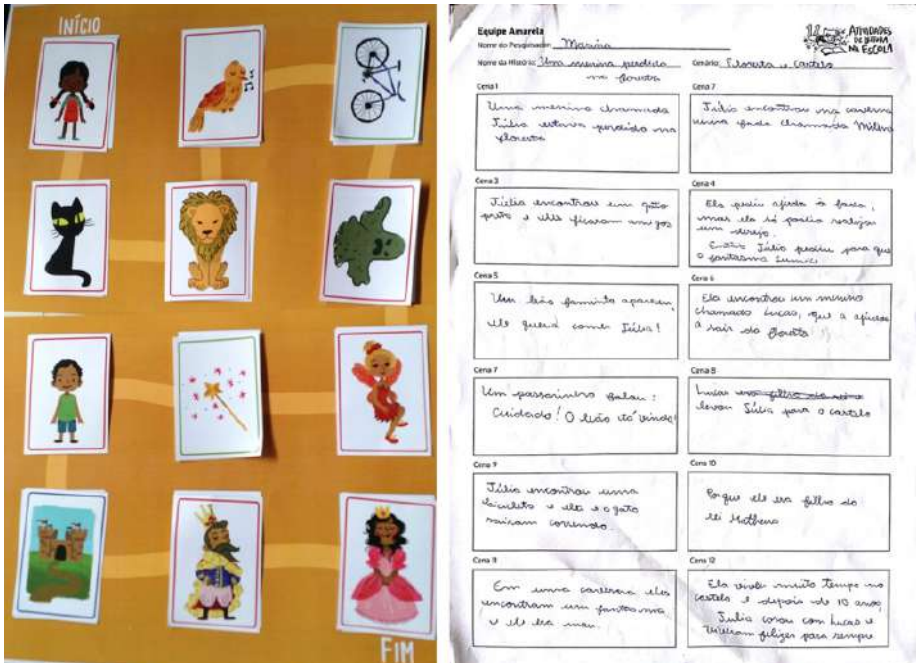 INÍCIO
FIM
Equipe Amarela
Nome do Pesquisador: Marina
Nome da História: Uma menina perdida
na floresta
Cenário: Floresta e castelo
ATIVIDADES
DE LEITURA
NA ESCOLA
Cena 1
Uma menina chamada
Júlia estava perdida na
floresta
Cena 3
Júlia encontrou um gato
preto e eles ficaram amigos
Cena 5
Um leão faminto apareceu,
ele queria comer Júlia!
Cena 7
Um passarinho falou:
Cuidado! O leão tá vindo!
Cena 9
Júlia encontrou uma
bicicleta e ela e o gato
saíram correndo.
Cena 11
Em uma caverna eles
encontram um fantasma
e ele era mau.
Cena 7
Júlia encontrou na caverna
uma fada chamada Milena
Cena 4
Ela pediu ajuda à fada,
mas ela só podia realizar
um desejo.
Então Júlia pediu para que
o fantasma
Cena 6
Ela encontrou um menino
chamado Lucas, que a ajudou
a sair da floresta
Cena 8
Lucas era filho do
levou Júlia para o castelo
Cena 10
Porque ele era filho do
rei Matheus
Cena 12
Ela viveu muito tempo no
castelo e depois de 10 anos,
Julia casou com Lucas e
viveram felizes para sempre